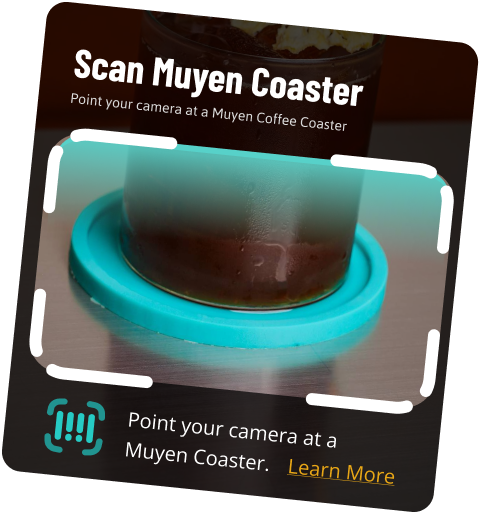 Scan Muyen Coaster
Point your camera at a Muyen Coffee Coaster
Point your camera at a
Muyen Coaster. Learn More